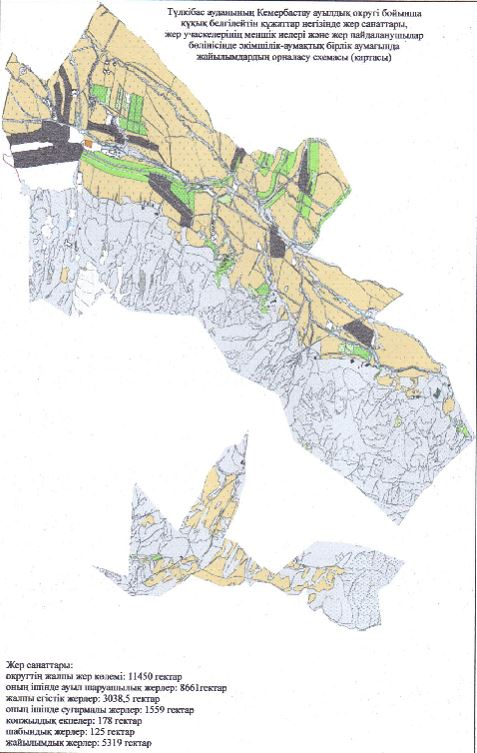 Түлкібас ауданының Кемербастау ауылдық округі бойынша
құқық белгілейтін құжаттар негізінде жер санаттары,
жер учаскелерінің меншік иелері және жер пайдаланушылар
бөлінісінде әкімшілік-аумақтық бірлік аумағында
жайылымдардың орналасу схемасы (картасы)
Жер санаттары:
округтің жалпы жер көлемі: 11450 гектар
оның ішінде ауыл шаруашылық жерлер: 8661гектар
жалпы егістік жерлер: 3038,5 гектар
оның ішінде суғармалы жерлер: 1559 гектар
көпжылдық екпелер: 178 гектар
шабындық жерлер: 125 гектар
жайылымдық жерлер: 5319 гектар